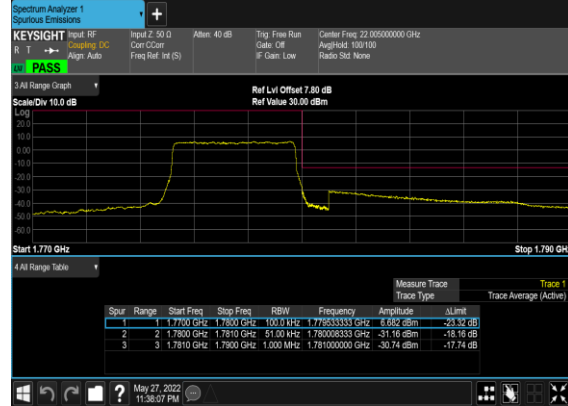 Spectrum Analyzer 1
Spurious Emissions
+
KEYSIGHT Input: RF Input Z: 50 Ω Atten: 40 dB Trig: Free Run Center Freq: 22.005000000 GHz
R T Coupling: DC Corr CCorr Gate: Off Avg|Hold: 100/100
Align: Auto Freq Ref: Int (S) IF Gain: Low Radio Std: None
PASS
3 All Range Graph
Ref Lvl Offset 7.80 dB
Scale/Div 10.0 dB Ref Value 30.00 dBm
Log
20.0
10.0
0.00
-10.0
-20.0
-30.0
-40.0
-50.0
-60.0
Start 1.770 GHz Stop 1.790 GH
4 All Range Table
Measure Trace Trace 1
Trace Type Trace Average (Active)
Spur Range Start Freq Stop Freq RBW Frequency Amplitude ΔLimit
1 1 1.7700 GHz 1.7800 GHz 100.0 kHz 1.779533333 GHz 6.682 dBm -23.32 dB
2 2 1.7800 GHz 1.7810 GHz 51.00 kHz 1.780008333 GHz -31.16 dBm -18.16 dB
3 3 1.7810 GHz 1.7900 GHz 1.000 MHz 1.781000000 GHz -30.74 dBm -17.74 dB
? May 27, 2022
11:38:07 PM